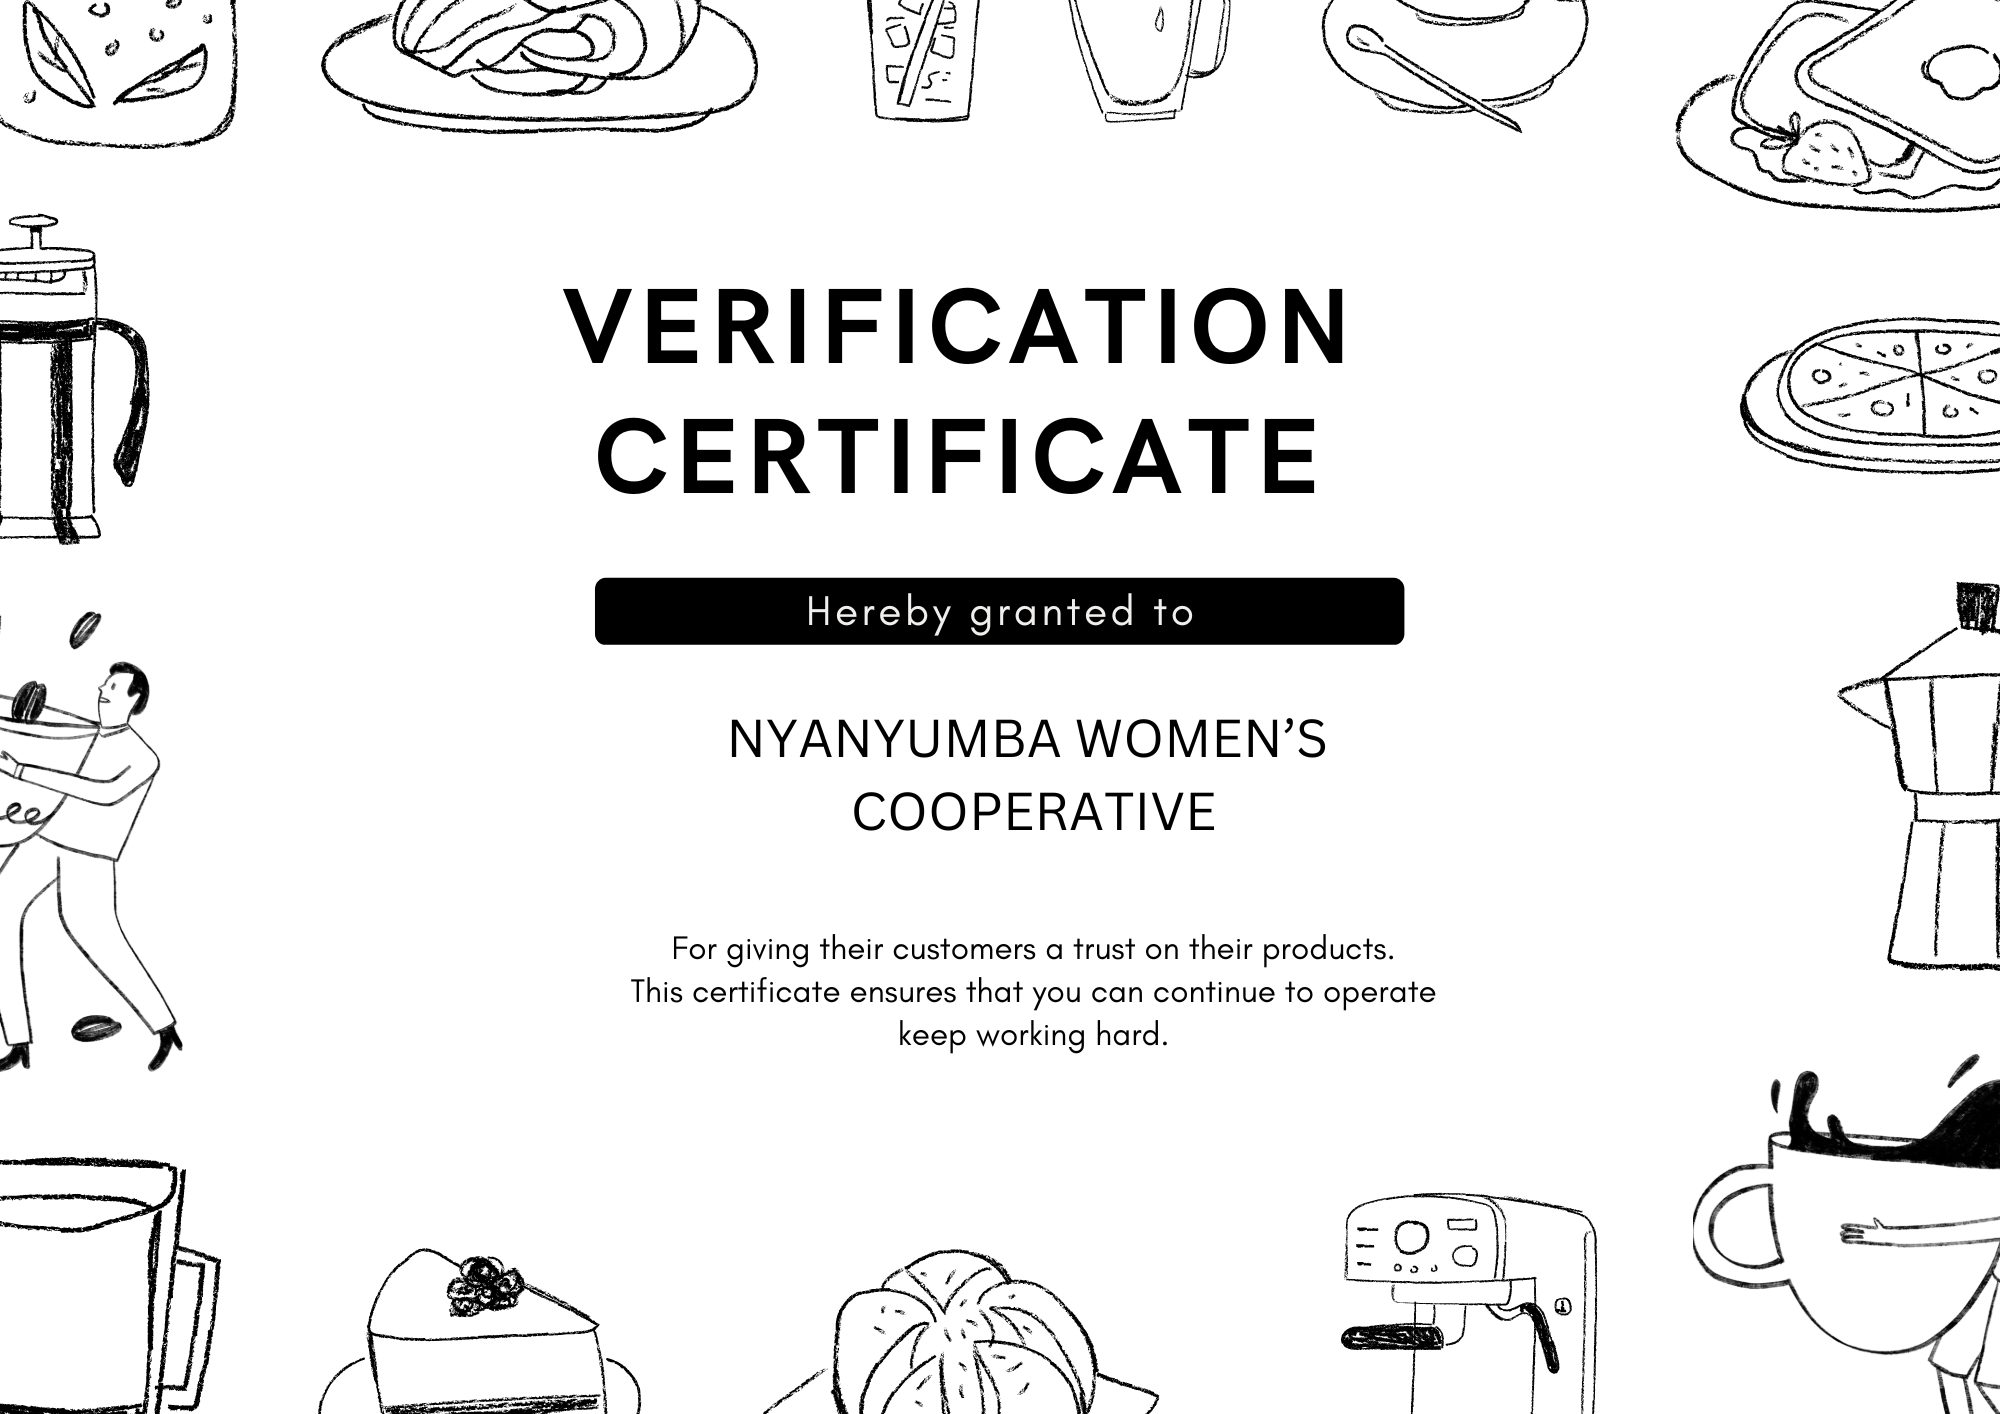 VERIFICATION
CERTIFICATE
Hereby granted to
NYANYUMBA WOMEN’S
COOPERATIVE
For giving their customers a trust on their products.
This certificate ensures that you can continue to operate
keep working hard.